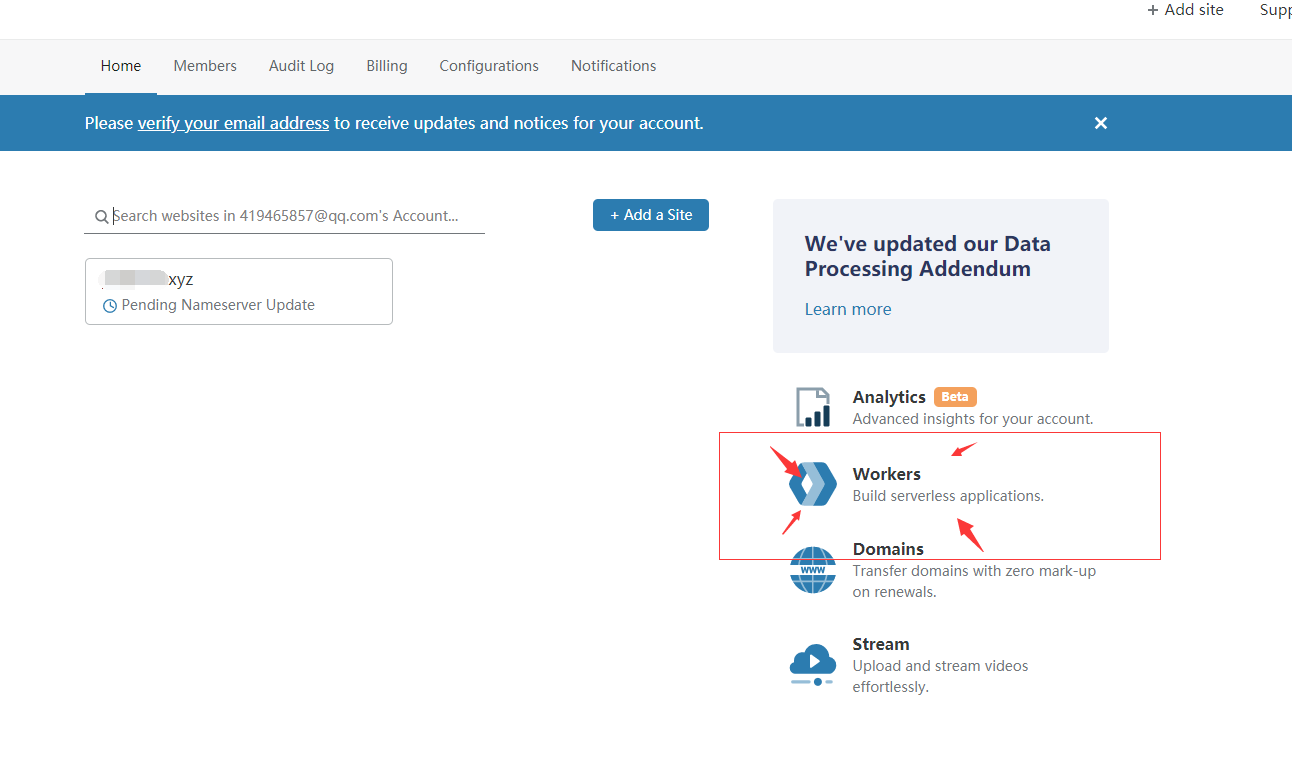 + Add site
Home Members Audit Log Billing Configurations Notifications
Please verify your email address to receive updates and notices for your account.
Search websites in 419465857@qq.com's Account...
+ Add a Site
xyz
Pending Nameserver Update
We've updated our Data
Processing Addendum
Learn more
Analytics Beta
Advanced insights for your account.
Workers
Build serverless applications.
Domains
www
Transfer domains with zero mark-up
on renewals.
Stream
Upload and stream videos
effortlessly.